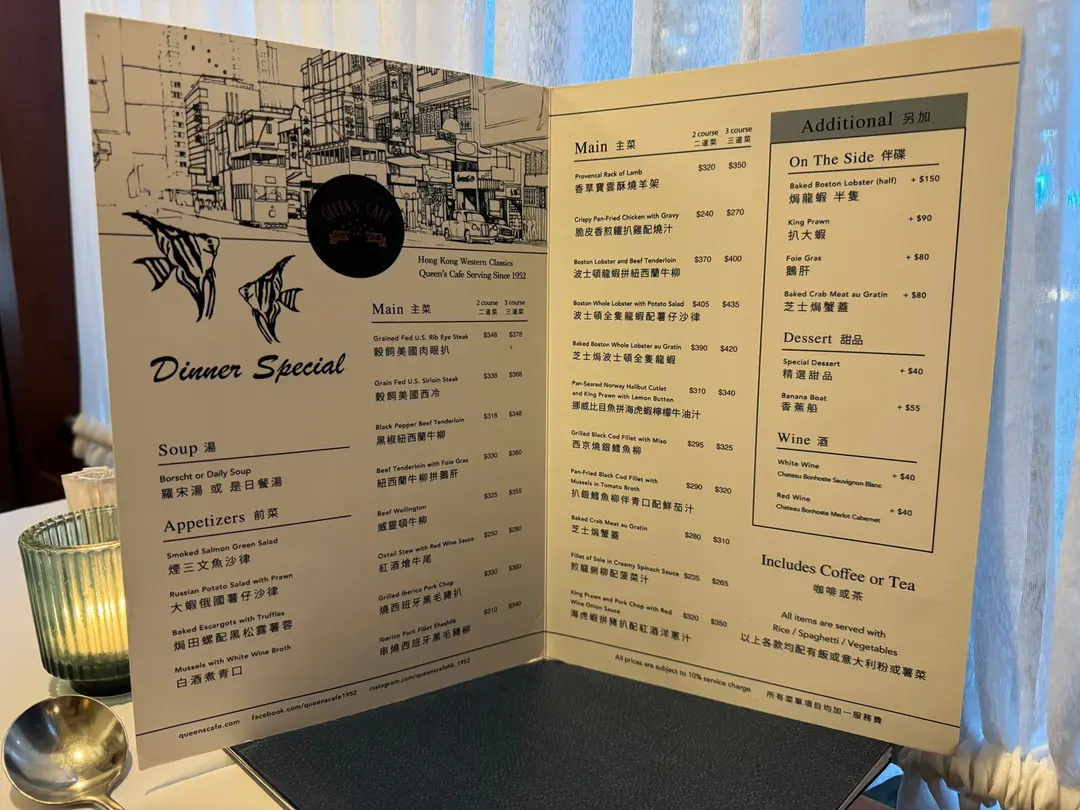 QUEEN'S CAFE
Hong Kong Western Classics
Queen's Cafe Serving Since 1952
Dinner Special
Soup 湯
Borscht or Daily Soup
羅宋湯 或 是日餐湯
Appetizers 前菜
Smoked Salmon Green Salad
煙三文魚沙律
Russian Potato Salad with Prawn
大蝦俄國薯仔沙律
Baked Escargots with Truffles
焗田螺配黑松露薯蓉
Mussels with White Wine Broth
白酒煮青口
Main 主菜 2 course 3 course
二道菜 三道菜
Grained Fed U.S. Rib Eye Steak $348 $378
穀飼美國肉眼扒
Grain Fed U.S. Sirloin Steak $338 $368
穀飼美國西冷
Black Pepper Beef Tenderloin $318 $348
黑椒紐西蘭牛柳
Beef Tenderloin with Foie Gras $330 $360
紐西蘭牛柳拼鵝肝
Beef Wellington $325 $355
威靈頓牛柳
Oxtail Stew with Red Wine Sauce $250 $280
紅酒燴牛尾
Grilled Iberico Pork Chop $330 $360
燒西班牙黑毛豬扒
Iberico Pork Fillet Shashlik $310 $340
串燒西班牙黑毛豬柳
queenscafe.com facebook.com/queenscafe1952 instagram.com/queenscafehk_1952
Main 主菜 2 course 3 course
二道菜 三道菜
Provencal Rack of Lamb $320 $350
香草寶雲酥燒羊架
Crispy Pan-Fried Chicken with Gravy $240 $270
脆皮香煎鐵扒雞配燒汁
Boston Lobster and Beef Tenderloin $370 $400
波士頓龍蝦拼紐西蘭牛柳
Boston Whole Lobster with Potato Salad $405 $435
波士頓全隻龍蝦配薯仔沙律
Baked Boston Whole Lobster au Gratin $390 $420
芝士焗波士頓全隻龍蝦
Pan-Seared Norway Halibut Cutlet
and King Prawn with Lemon Button $310 $340
挪威比目魚拼海虎蝦檸檬牛油汁
Grilled Black Cod Fillet with Miso $295 $325
西京燒銀鱈魚柳
Pan-Fried Black Cod Fillet with
Mussels in Tomato Broth $290 $320
扒銀鱈魚柳伴青口配鮮茄汁
Baked Crab Meat au Gratin $280 $310
芝士焗蟹蓋
Fillet of Sole in Creamy Spinach Sauce $235 $265
煎龍脷柳配菠菜汁
King Prawn and Pork Chop with Red
Wine Onion Sauce $320 $350
海虎蝦拼豬扒配紅酒洋蔥汁
All prices are subject to 10% service charge 所有菜單項目均加一服務費
Additional 另加
On The Side 伴碟
Baked Boston Lobster (half) + $150
焗龍蝦 半隻
King Prawn + $90
扒大蝦
Foie Gras + $80
鵝肝
Baked Crab Meat au Gratin + $80
芝士焗蟹蓋
Dessert 甜品
Special Dessert + $40
精選甜品
Banana Boat + $55
香蕉船
Wine 酒
White Wine + $40
Chateau Bonhoste Sauvignon Blanc
Red Wine + $40
Chateau Bonhoste Merlot Cabernet
Includes Coffee or Tea
咖啡或茶
All items are served with
Rice / Spaghetti / Vegetables
以上各款均配有飯或意大利粉或薯菜